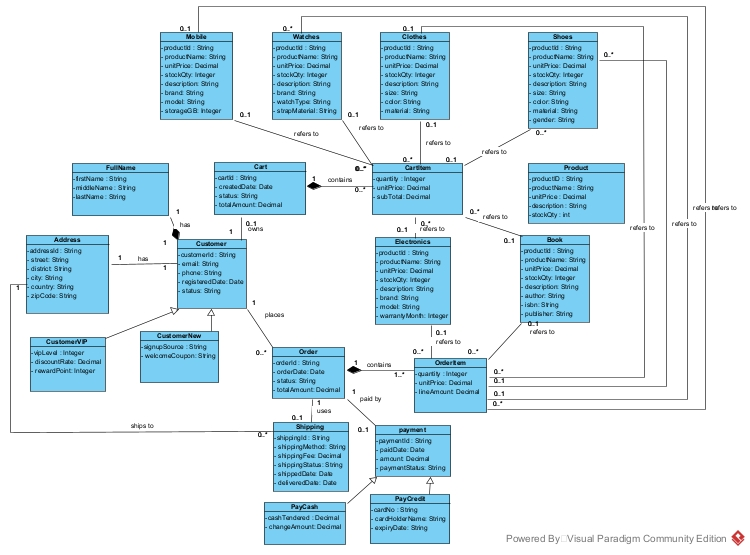 0..1
0..1
0..*
0..1
0..*
Mobile
- productId : String
- productName: String
- unitPrice: Decimal
- stockQty: Integer
- description: String
- brand: String
- model: String
- storageGB: Integer
Watches
- productId : String
- productName: String
- unitPrice: Decimal
- stockQty: Integer
- description: String
- brand: String
- watchType: String
- strapMaterial: String
Clothes
- productId : String
- productName: String
- unitPrice: Decimal
- stockQty: Integer
- description: String
- size: String
- color: String
- material: String
Shoes
- productId : String
- productName: String
- unitPrice: Decimal
- stockQty: Integer
- description: String
- size: String
- color: String
- material: String
- gender: String
0..1
0..1
0..1
0..*
refers to
refers to
refers to
refers to
FullName
- firstName : String
- middleName : String
- lastName : String
Cart
- cartId : String
- createdDate: Date
- status: String
- totalAmount: Decimal
1
contains
0..*
0..*
0..1
CartItem
- quantity : Integer
- unitPrice: Decimal
- subTotal: Decimal
Product
- productID : String
- productName : String
- unitPrice : Decimal
- description : String
- stockQty : int
1
has
1
0..1
owns
1
0..*
refers to
0..*
refers to
refers to
refers to
0..1
0..1
Address
- addressId : String
- street: String
- district: String
- city: String
- country: String
- zipCode: String
1
has
1
1
Customer
- customerId : String
- email: String
- phone: String
- registeredDate: Date
- status: String
Electronics
- productId : String
- productName: String
- unitPrice: Decimal
- stockQty: Integer
- description: String
- brand: String
- model: String
- warrantyMonth: Integer
Book
- productId : String
- productName: String
- unitPrice: Decimal
- stockQty: Integer
- description: String
- author: String
- isbn: String
- publisher: String
1
places
0..*
0..1
refers to
0..1
refers to
CustomerVIP
- vipLevel : Integer
- discountRate: Decimal
- rewardPoint: Integer
CustomerNew
- signupSource : String
- welcomeCoupon: String
Order
- orderId : String
- orderDate: Date
- status: String
- totalAmount: Decimal
1
contains
1..*
0..*
0..*
OrderItem
- quantity : Integer
- unitPrice: Decimal
- lineAmount: Decimal
0..*
0..1
0..*
0..*
1
uses
0..1
1
paid by
0..1
ships to
0..*
Shipping
- shippingId : String
- shippingMethod: String
- shippingFee: Decimal
- shippingStatus: String
- shippedDate: Date
- deliveredDate: Date
payment
- paymentId : String
- paidDate: Date
- amount: Decimal
- paymentStatus: String
PayCash
- cashTendered : Decimal
- changeAmount: Decimal
PayCredit
- cardNo : String
- cardHolderName: String
- expiryDate: String
Powered By Visual Paradigm Community Edition